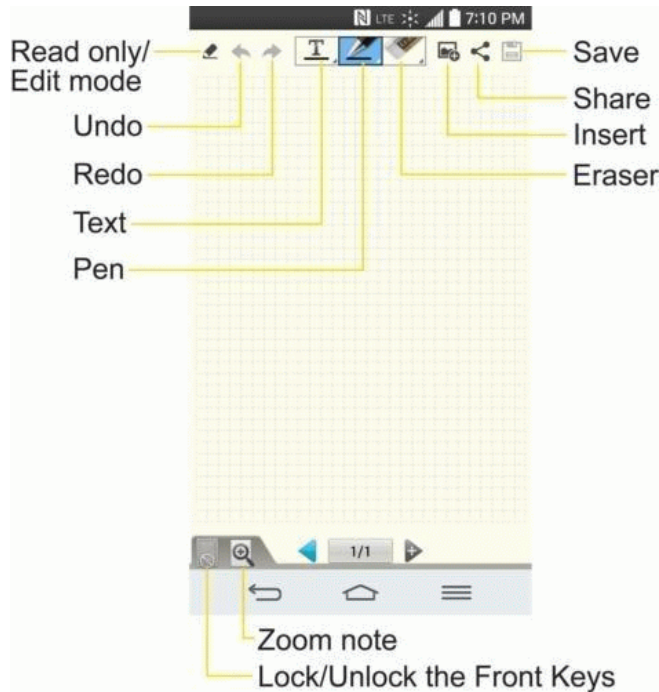 LTE 7:10 PM
Read only/
Edit mode
Undo
Redo
Text
Pen
T
Save
Share
Insert
Eraser
1/1
Zoom note
Lock/Unlock the Front Keys